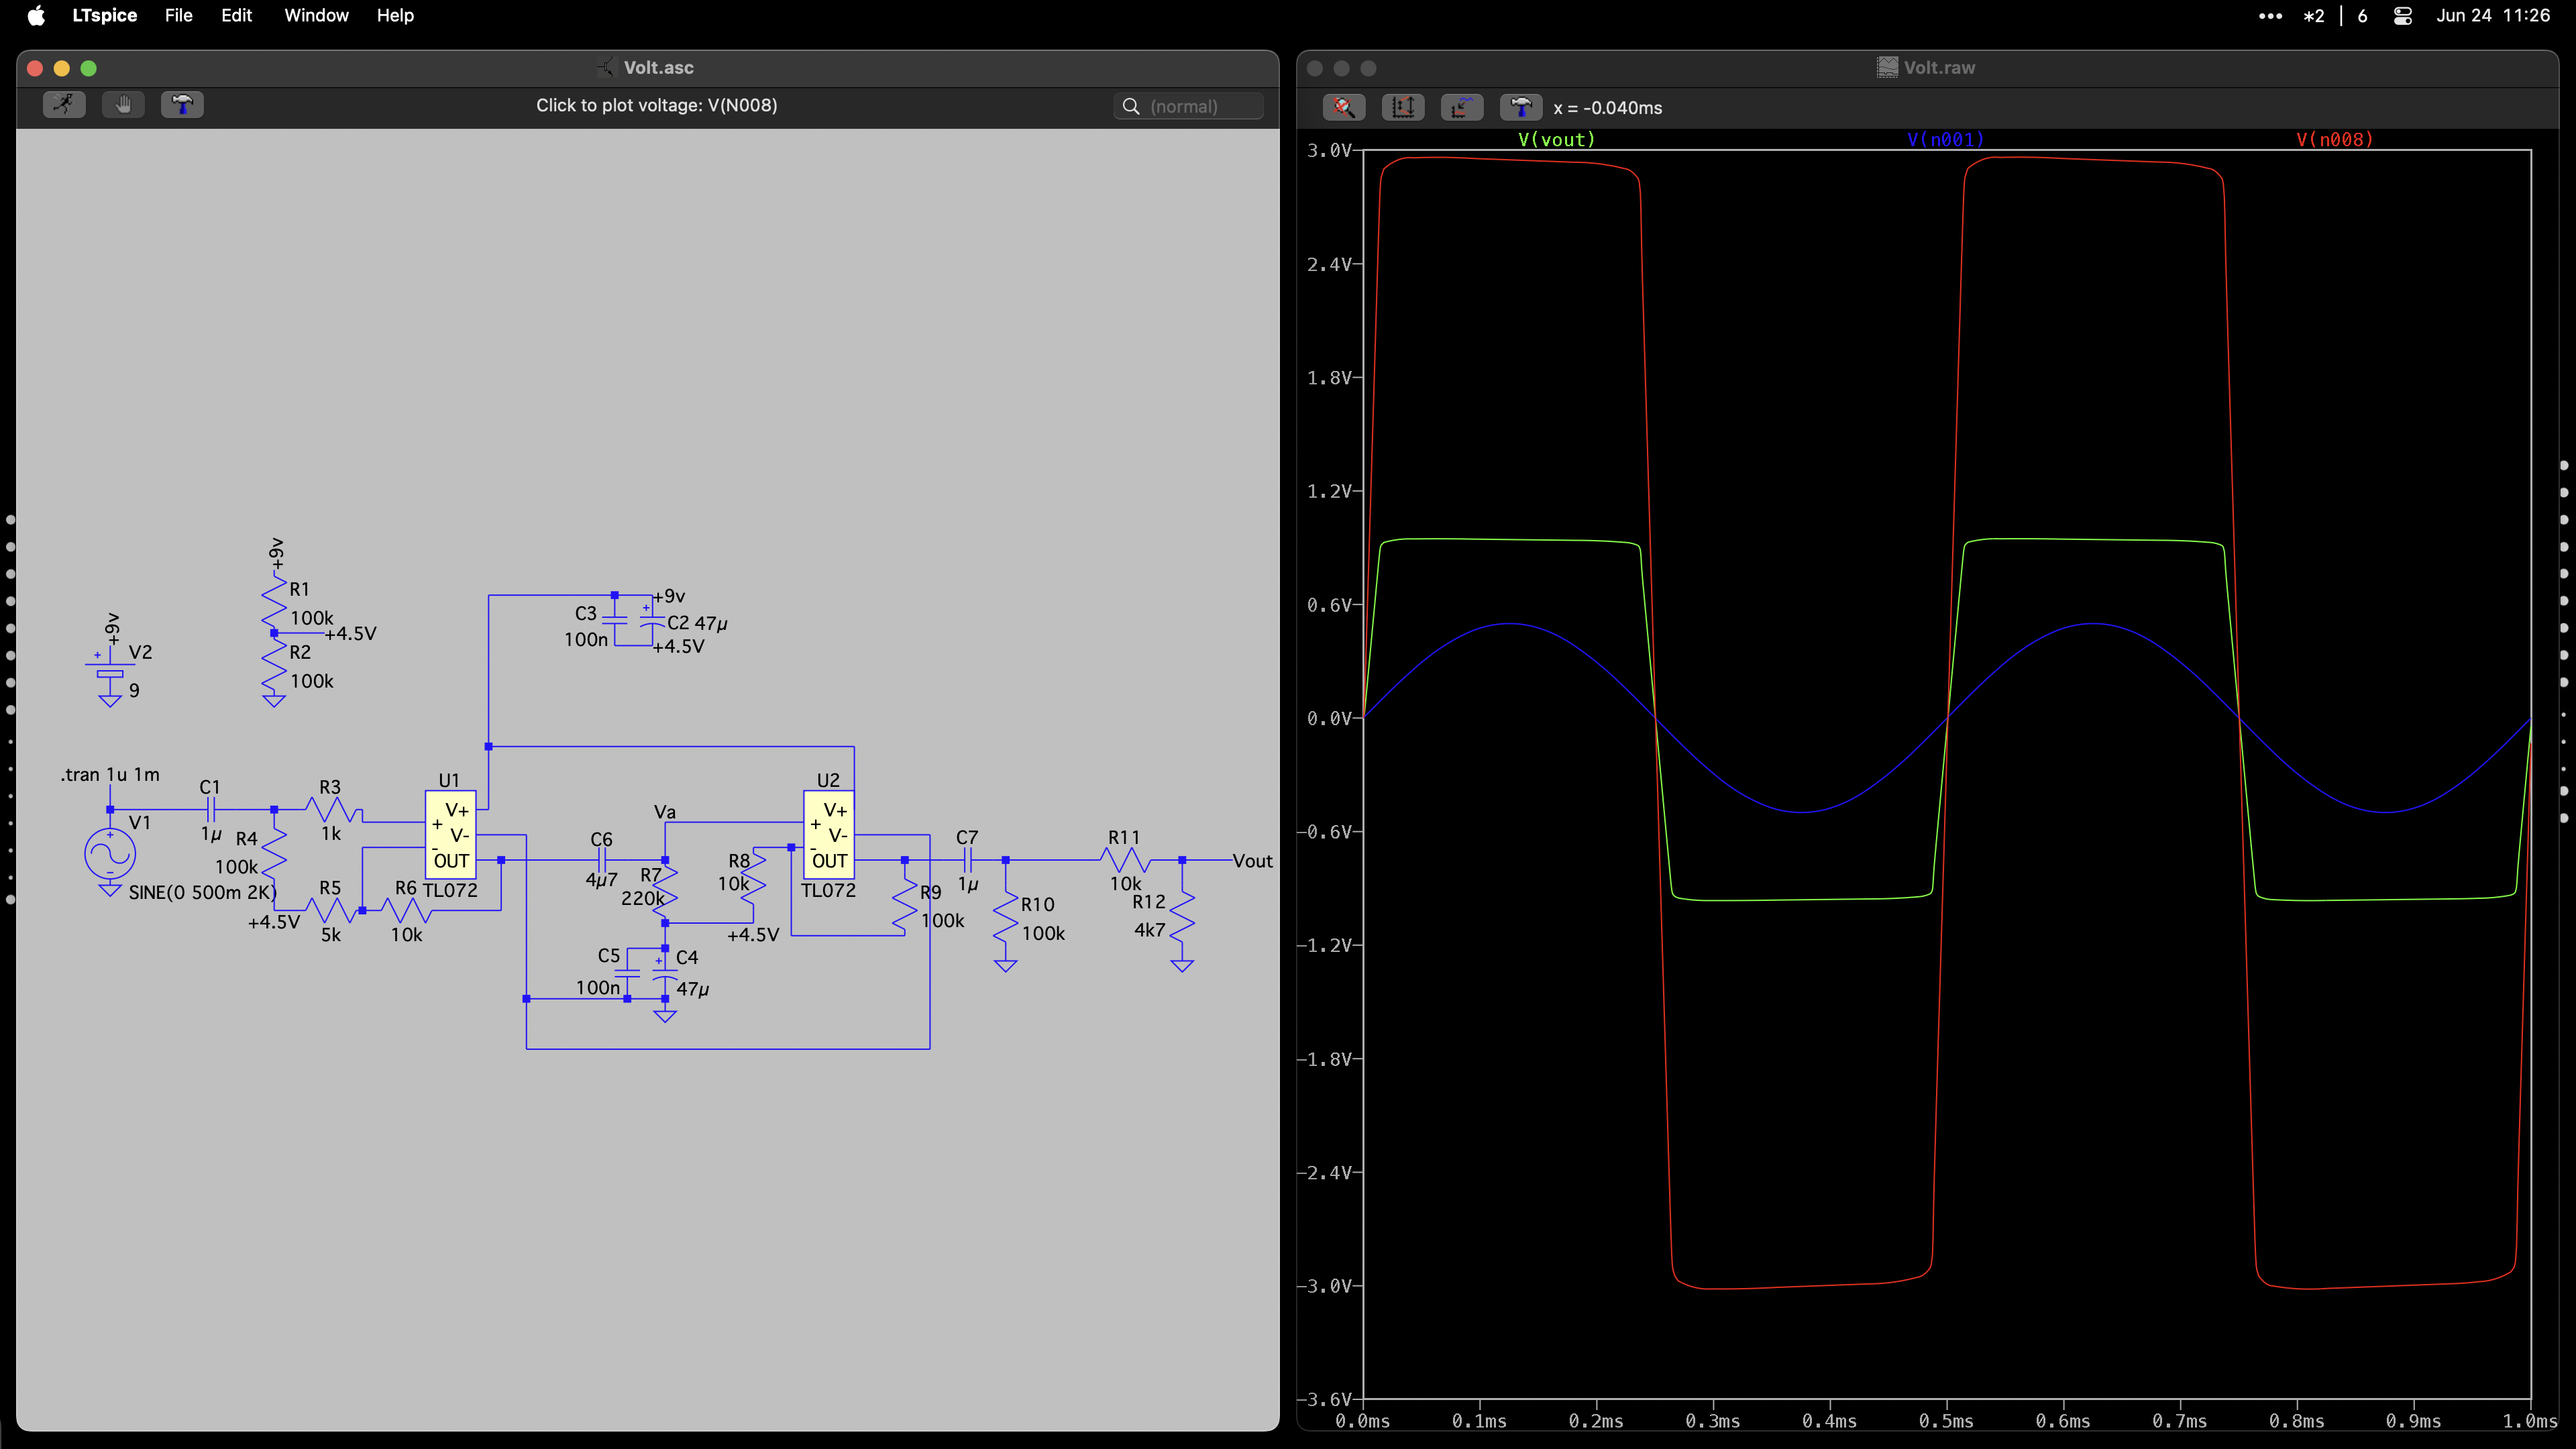 LTspice File Edit Window Help
••• ∗2 | 6 Jun 24 11:26
Volt.asc
Click to plot voltage: V(N008)
(normal)
+9v
R1
100k
+4.5V
R2
100k
+9v
+ V2
9
+9v
C3
100n
+
C2 47µ
+4.5V
.tran 1u 1m
V1
SINE(0 500m 2K)
C1
1µ
R3
1k
R4
100k
+4.5V
R5
5k
R6
10k
U1
V+
+
V-
-
OUT
TL072
C6
4µ7
Va
R7
220k
R8
10k
+4.5V
C5
100n
+
C4
47µ
U2
V+
+
V-
-
OUT
TL072
R9
100k
C7
1µ
R10
100k
R11
10k
R12
4k7
Vout
Volt.raw
x = -0.040ms
V(vout) V(n001) V(n008)
3.0V
2.4V
1.8V
1.2V
0.6V
0.0V
-0.6V
-1.2V
-1.8V
-2.4V
-3.0V
-3.6V
0.0ms 0.1ms 0.2ms 0.3ms 0.4ms 0.5ms 0.6ms 0.7ms 0.8ms 0.9ms 1.0ms